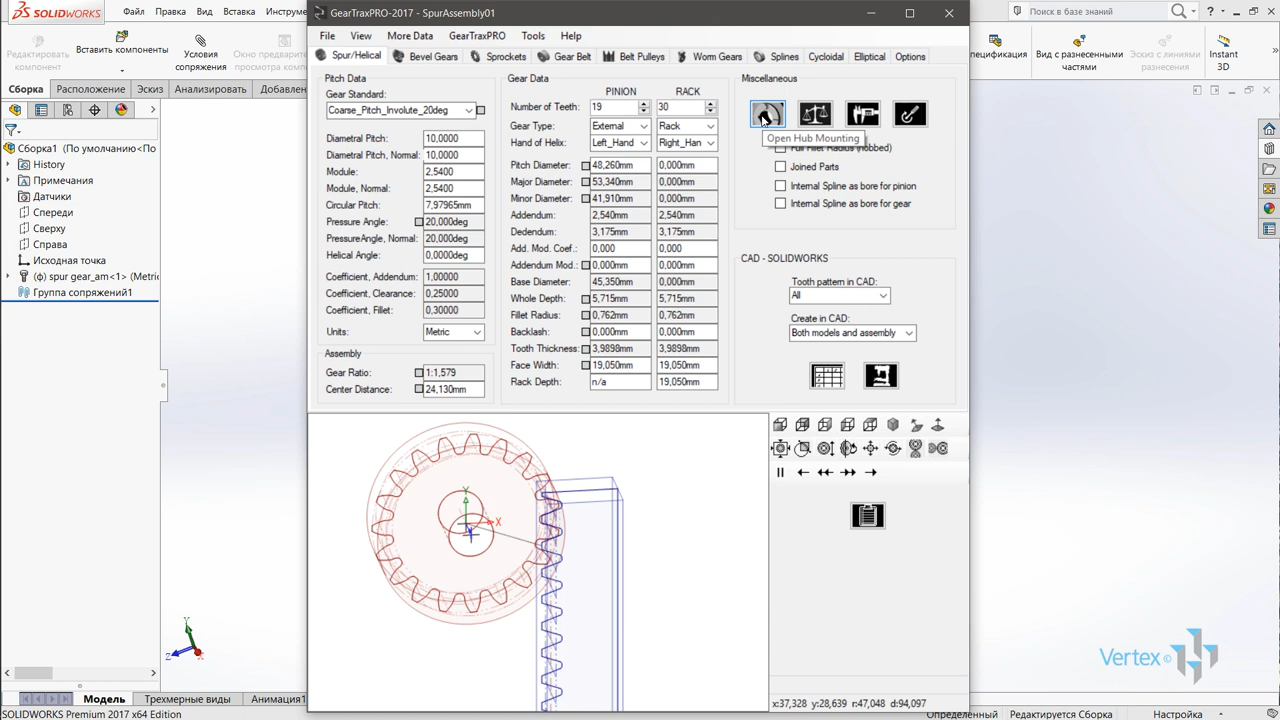 SOLIDWORKS
Файл
Правка
Вид
Вставка
Инструме
GearTraxPRO-2017 - SpurAssembly01
Поиск в базе знаний
?
File
View
More Data
GearTraxPRO
Tools
Help
Редактировать
компонент
Вставить компоненты
Условия
сопряжения
Окно предварит
просмотра компо
Spur/Helical
Bevel Gears
Sprockets
Gear Belt
Belt Pulleys
Worm Gears
Splines
Cycloidal
Elliptical
Options
пецификация
Вид с разнесенными
частями
Эскиз с линиями
разнесения
Instant
3D
Сборка
Расположение
Эскиз
Анализировать
Добавлен
Сборка1 (Умолчание<По
History
Примечания
Датчики
Спереди
Сверху
Справа
Исходная точка
(ф) spur gear_am<1> (Metric
Группа сопряжений1
Pitch Data
Gear Standard:
Coarse_Pitch_Involute_20deg
Diametral Pitch: 10,0000
Diametral Pitch, Normal: 10,0000
Module: 2,5400
Module, Normal: 2,5400
Circular Pitch: 7,97965mm
Pressure Angle: 20,000deg
PressureAngle, Normal: 20,000deg
Helical Angle: 0,0000deg
Coefficient, Addendum: 1,00000
Coefficient, Clearance: 0,25000
Coefficient, Fillet: 0,30000
Units: Metric
Assembly
Gear Ratio: 1:1,579
Center Distance: 24,130mm
Gear Data
PINION RACK
Number of Teeth: 19 30
Gear Type: External Rack
Hand of Helix: Left_Hand Right_Han
Pitch Diameter: 48,260mm 0,000mm
Major Diameter: 53,340mm 0,000mm
Minor Diameter: 41,910mm 0,000mm
Addendum: 2,540mm 2,540mm
Dedendum: 3,175mm 3,175mm
Add. Mod. Coef.: 0,000 0,000
Addendum Mod.: 0,000mm 0,000mm
Base Diameter: 45,350mm 0,000mm
Whole Depth: 5,715mm 5,715mm
Fillet Radius: 0,762mm 0,762mm
Backlash: 0,000mm 0,000mm
Tooth Thickness: 3,9898mm 3,9898mm
Face Width: 19,050mm 19,050mm
Rack Depth: n/a 19,050mm
Miscellaneous
Open Hub Mounting
Full Fillet Radius (hobbed)
Joined Parts
Internal Spline as bore for pinion
Internal Spline as bore for gear
CAD - SOLIDWORKS
Tooth pattern in CAD:
All
Create in CAD:
Both models and assembly
Y
X
Y
Z
X
Vertex©
Модель
Трехмерные виды
Анимация1
x:37,328 y:28,639 r:47,048 d:94,097
SOLIDWORKS Premium 2017 x64 Edition
Определенный
Редактируется Сборка
Настройка